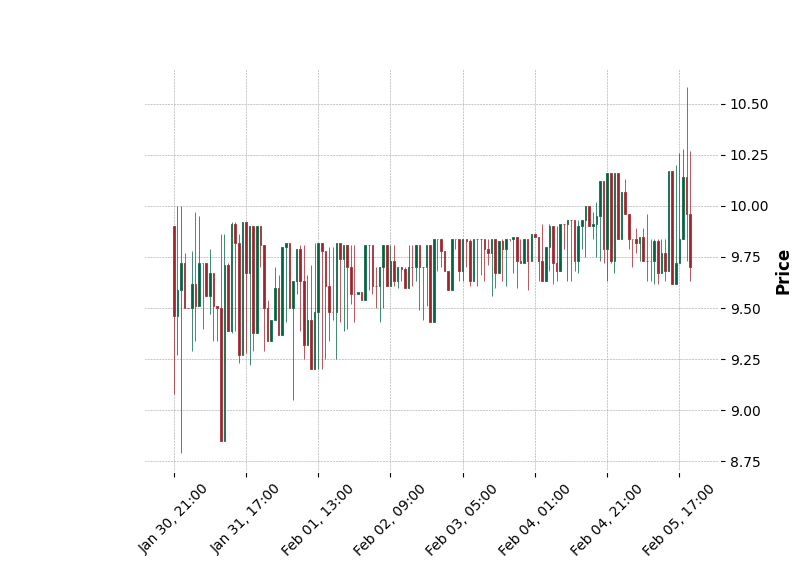 10.50
10.25
10.00
9.75
9.50
9.25
9.00
8.75
Price
Jan 30, 21:00
Jan 31, 17:00
Feb 01, 13:00
Feb 02, 09:00
Feb 03, 05:00
Feb 04, 01:00
Feb 04, 21:00
Feb 05, 17:00